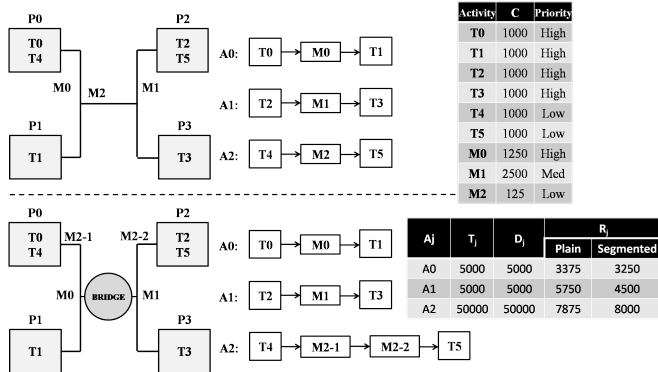 P0
T0
T4
M0
M2
P1
T1
P2
T2
T5
M1
P3
T3
A0: T0 M0 T1
A1: T2 M1 T3
A2: T4 M2 T5
Activity C Priority
T0 1000 High
T1 1000 High
T2 1000 High
T3 1000 High
T4 1000 Low
T5 1000 Low
M0 1250 High
M1 2500 Med
M2 125 Low
P0
T0
T4
M2-1
M0
P1
T1
BRIDGE
P2
M2-2
T2
T5
M1
P3
T3
A0: T0 M0 T1
A1: T2 M1 T3
A2: T4 M2-1 M2-2 T5
Aj Tj Dj Rj
Plain Segmented
A0 5000 5000 3375 3250
A1 5000 5000 5750 4500
A2 50000 50000 7875 8000